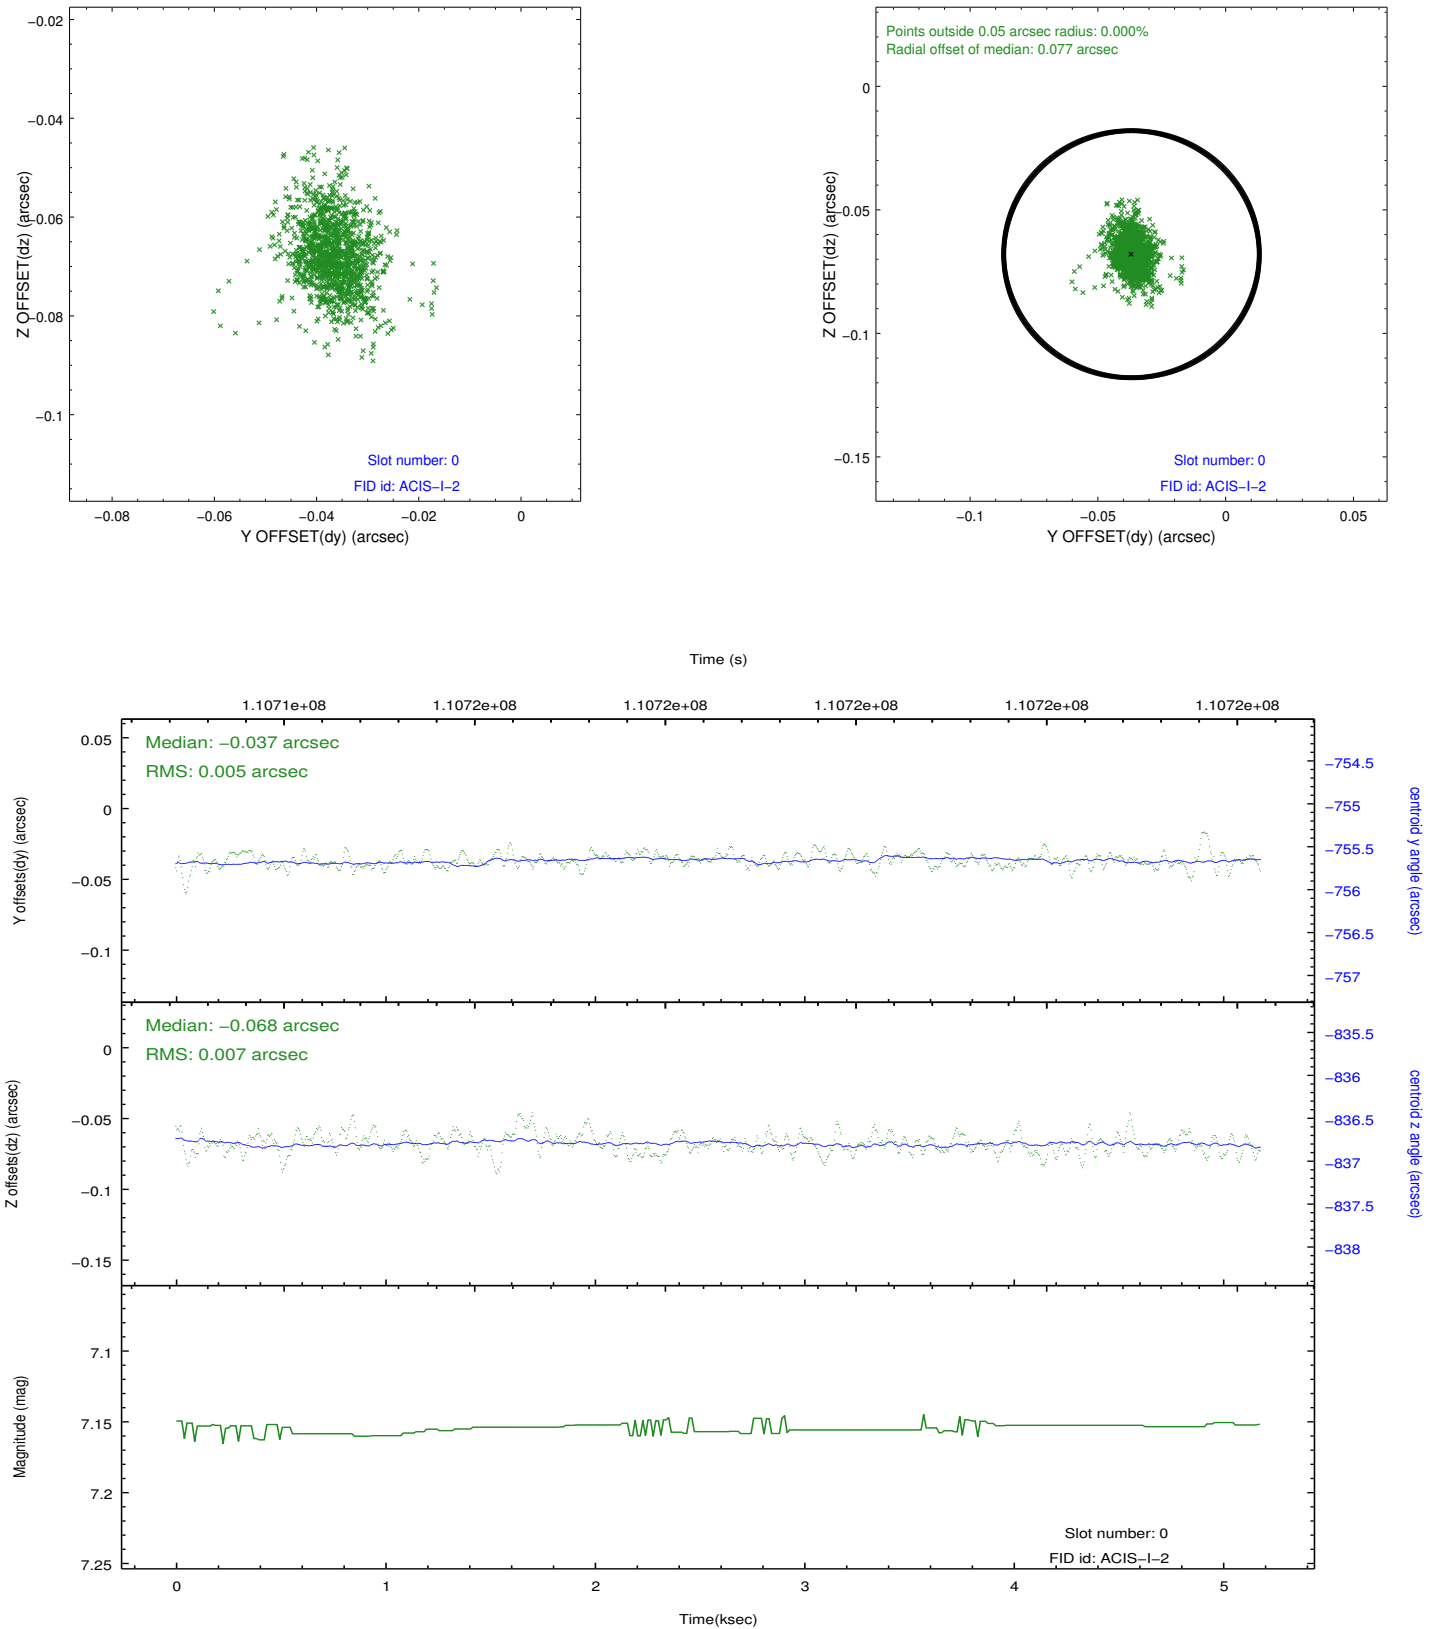 −0.02
−0.04
−0.06
−0.08
−0.1
Z OFFSET(dz) (arcsec)
Slot number: 0
FID id: ACIS−I−2
−0.08 −0.06 −0.04 −0.02 0
Y OFFSET(dy) (arcsec)
Points outside 0.05 arcsec radius: 0.000%
Radial offset of median: 0.077 arcsec
0
−0.05
−0.1
−0.15
Z OFFSET(dz) (arcsec)
Slot number: 0
FID id: ACIS−I−2
−0.1 −0.05 0 0.05
Y OFFSET(dy) (arcsec)
Time (s)
1.1071e+08 1.1072e+08 1.1072e+08 1.1072e+08 1.1072e+08 1.1072e+08
Median: −0.037 arcsec
RMS: 0.005 arcsec
0.05
0
−0.05
−0.1
Y offsets(dy) (arcsec)
−754.5
−755
−755.5
−756
−756.5
−757
centroid y angle (arcsec)
Median: −0.068 arcsec
RMS: 0.007 arcsec
0
−0.05
−0.1
−0.15
Z offsets(dz) (arcsec)
−835.5
−836
−836.5
−837
−837.5
−838
centroid z angle (arcsec)
7.1
7.15
7.2
7.25
Magnitude (mag)
Slot number: 0
FID id: ACIS−I−2
0 1 2 3 4 5
Time(ksec)